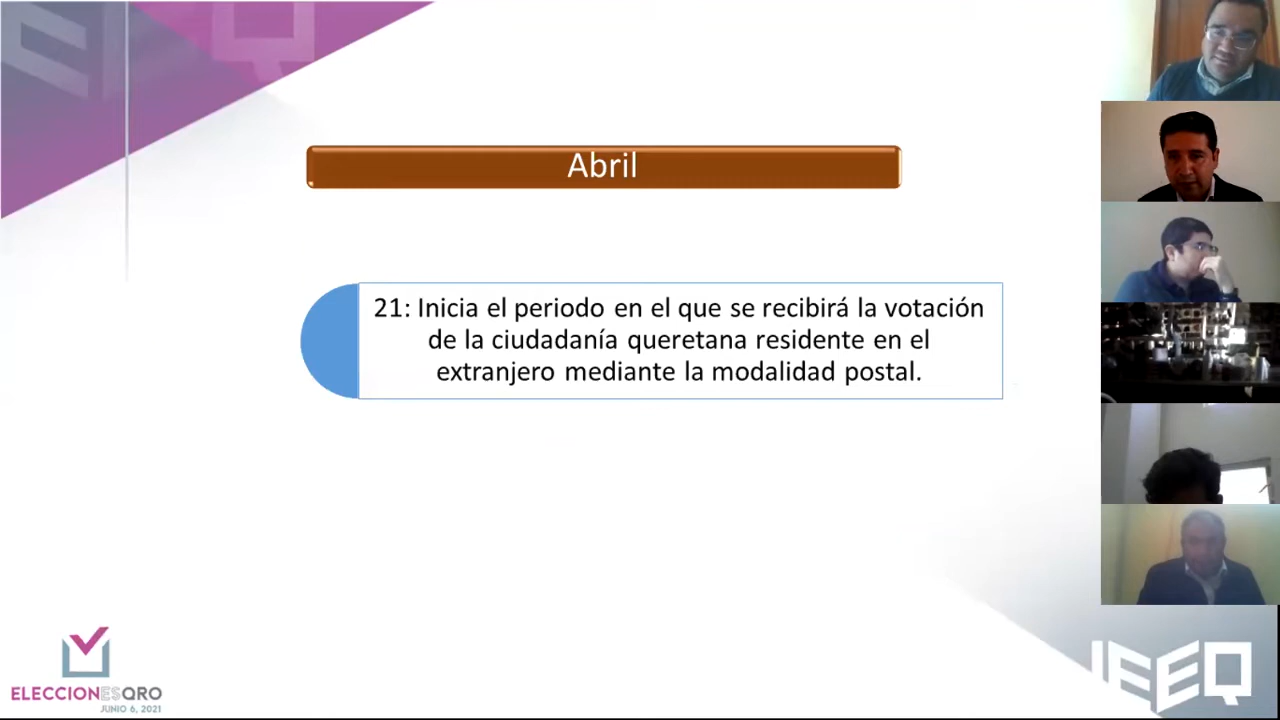 Abril
21: Inicia el periodo en el que se recibirá la votación
de la ciudadanía queretana residente en el
extranjero mediante la modalidad postal.
ELECCIONESQRO
JUNIO 6, 2021
IEEQ